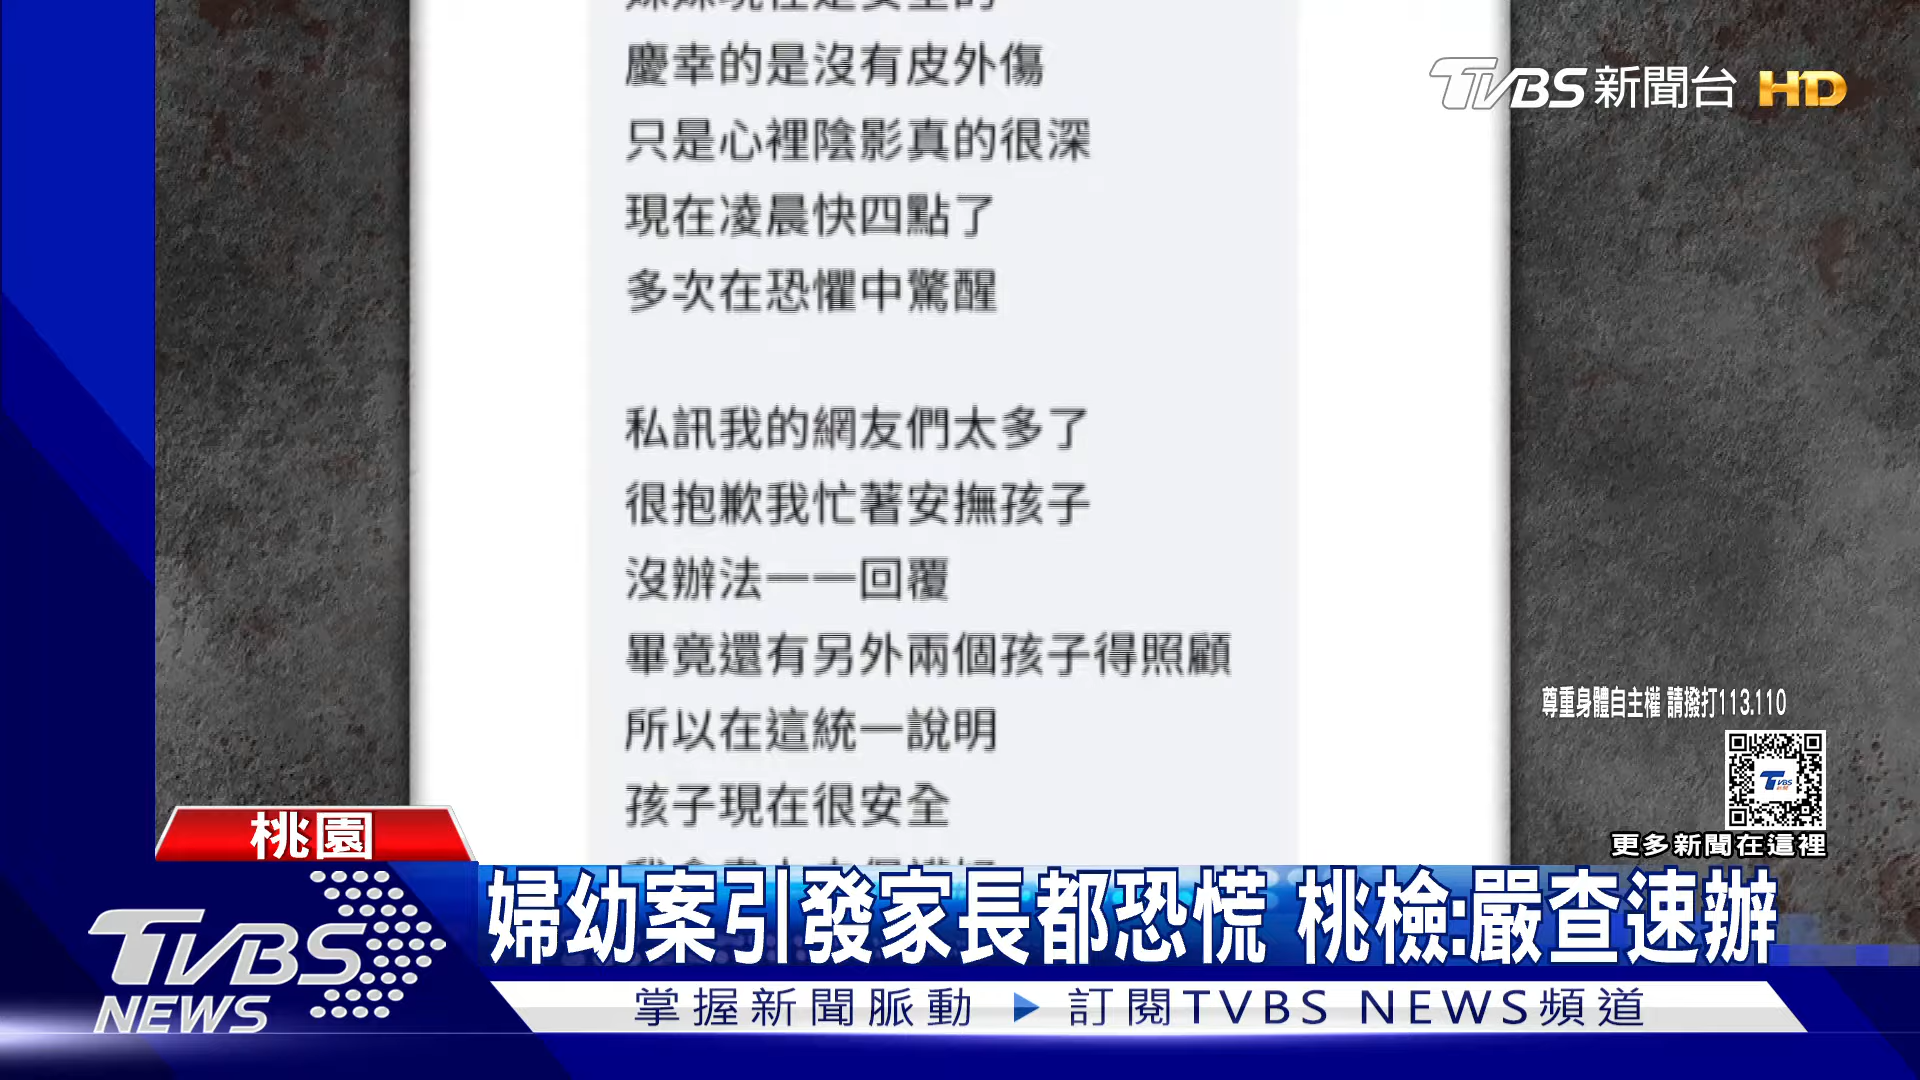 慶幸的是沒有皮外傷
只是心裡陰影真的很深
現在凌晨快四點了
多次在恐懼中驚醒
私訊我的網友們太多了
很抱歉我忙著安撫孩子
沒辦法一一回覆
畢竟還有另外兩個孩子得照顧
所以在這統一說明
孩子現在很安全
TVBS新聞台 HD
尊重身體自主權 請撥打113.110
TVBS
新聞
更多新聞在這裡
桃園
婦幼案引發家長都恐慌 桃檢:嚴查速辦
TVBS
NEWS
掌握新聞脈動 ▶ 訂閱TVBS NEWS頻道